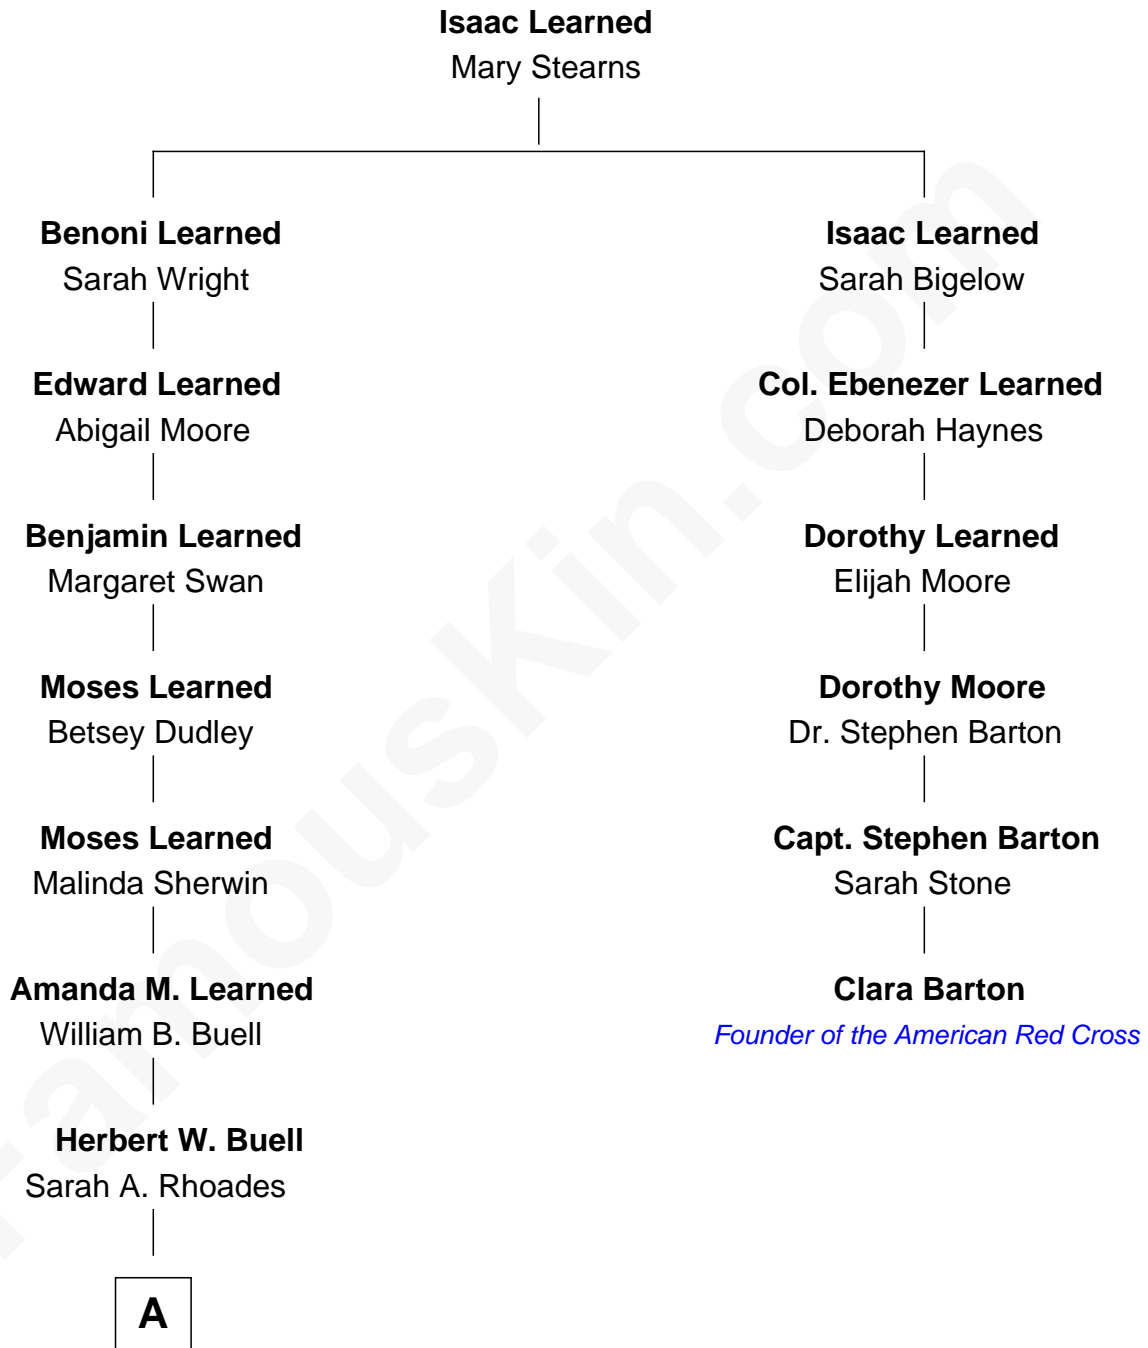 Isaac Learned
Mary Stearns
Benoni Learned
Sarah Wright
Isaac Learned
Sarah Bigelow
Edward Learned
Abigail Moore
Col. Ebenezer Learned
Deborah Haynes
Benjamin Learned
Margaret Swan
Dorothy Learned
Elijah Moore
Moses Learned
Betsey Dudley
Dorothy Moore
Dr. Stephen Barton
Moses Learned
Malinda Sherwin
Capt. Stephen Barton
Sarah Stone
Amanda M. Learned
William B. Buell
Clara Barton
Founder of the American Red Cross
Herbert W. Buell
Sarah A. Rhoades
A
FamousKin.com